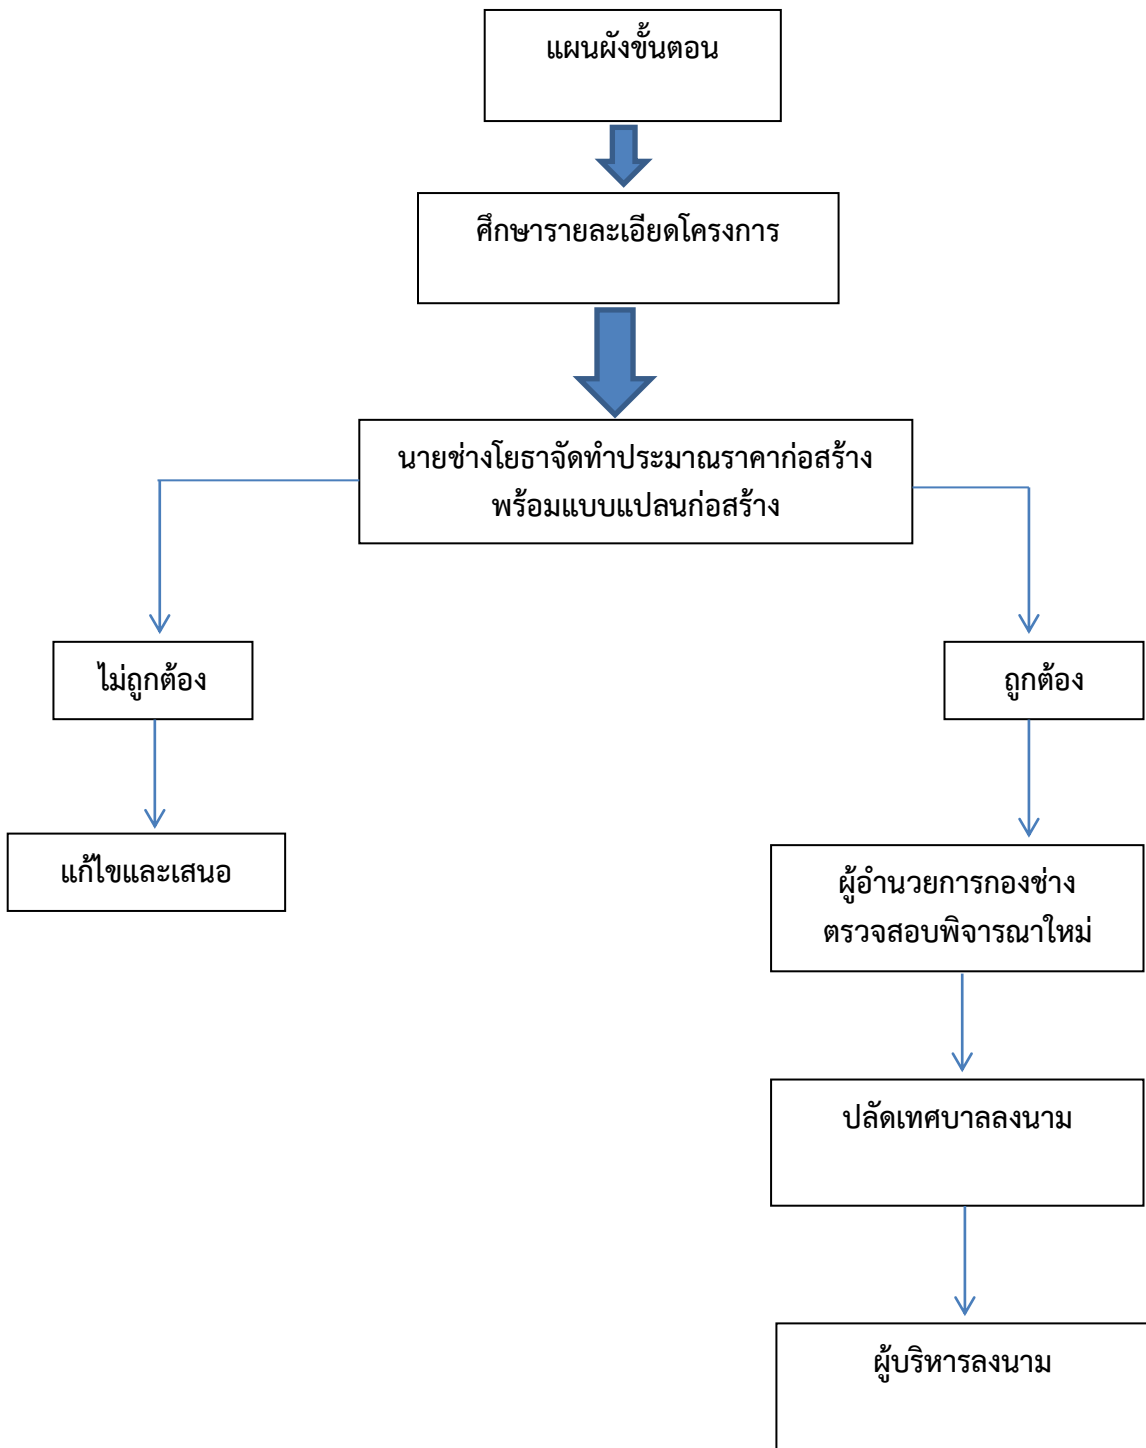 แผนผังขั้นตอน
ศึกษารายละเอียดโครงการ
นายช่างโยธาจัดทำประมาณราคาก่อสร้าง
พร้อมแบบแปลนก่อสร้าง
ไม่ถูกต้อง
ถูกต้อง
แก้ไขและเสนอ
ผู้อำนวยการกองช่าง
ตรวจสอบพิจารณาใหม่
ปลัดเทศบาลลงนาม
ผู้บริหารลงนาม